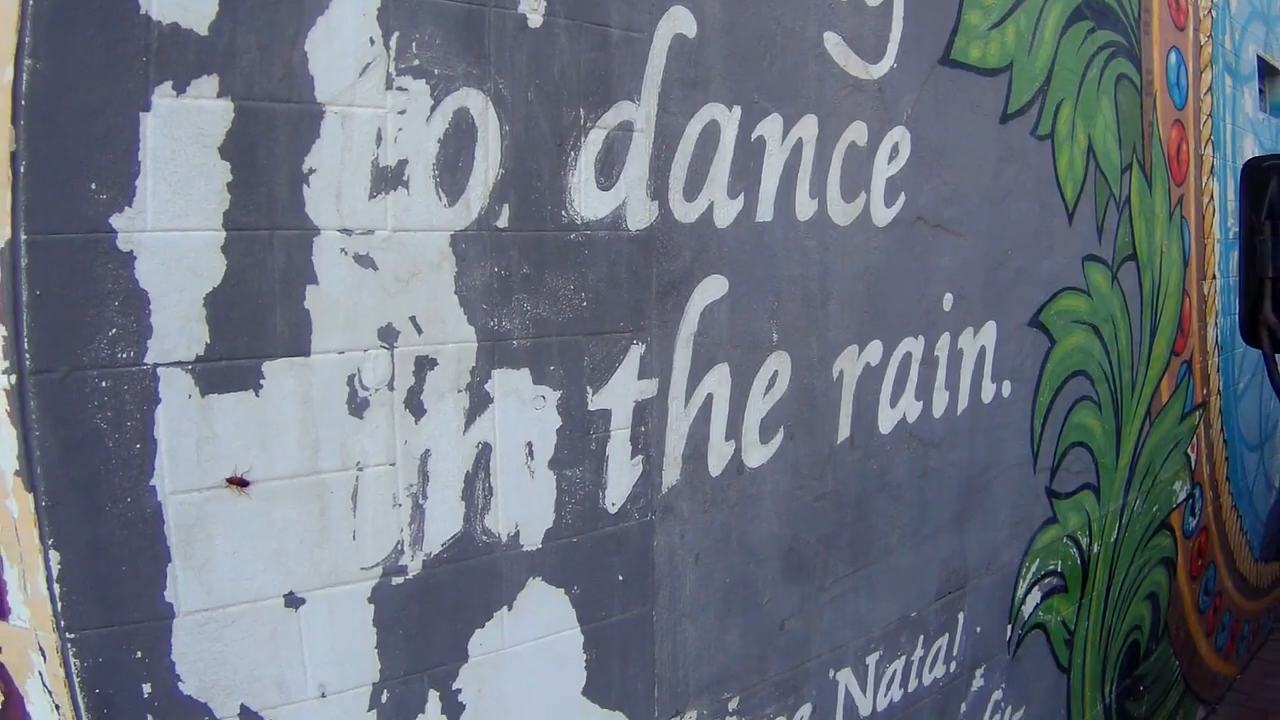 to dance
in the rain.
Nata!